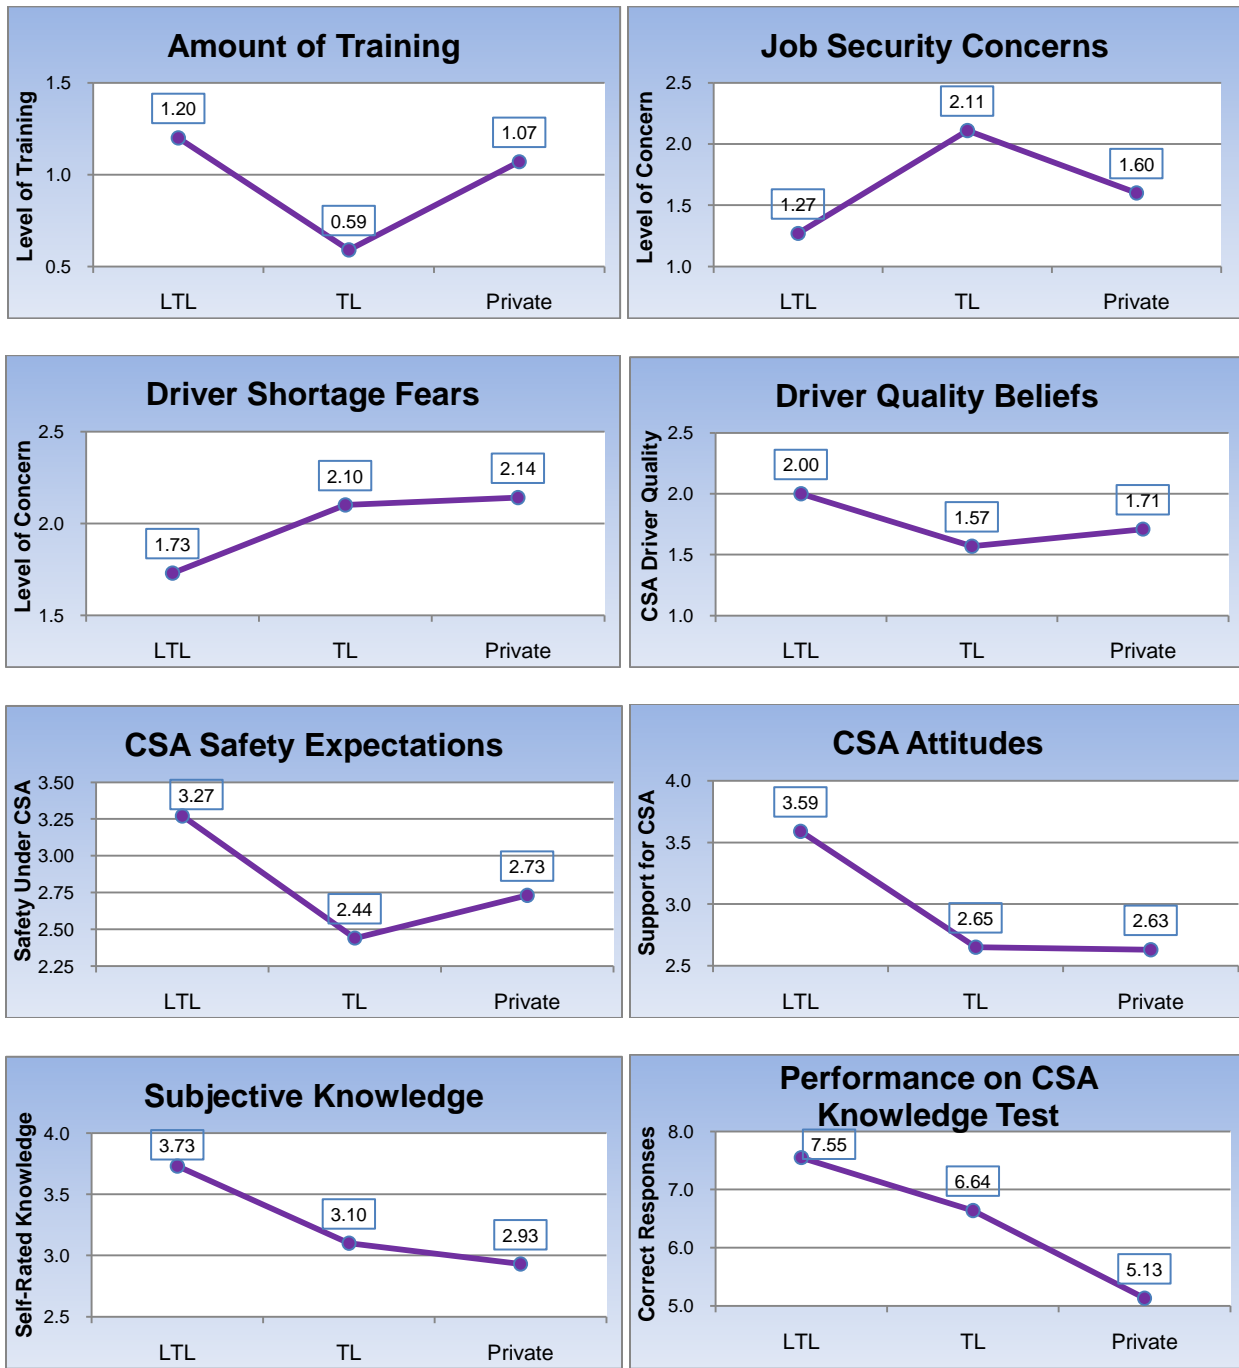 Amount of Training
Level of Training
1.5
1.0
0.5
1.20
0.59
1.07
LTL
TL
Private
Job Security Concerns
Level of Concern
2.5
2.0
1.5
1.0
1.27
2.11
1.60
LTL
TL
Private
Driver Shortage Fears
Level of Concern
2.5
2.0
1.5
1.73
2.10
2.14
LTL
TL
Private
Driver Quality Beliefs
CSA Driver Quality
2.5
2.0
1.5
1.0
2.00
1.57
1.71
LTL
TL
Private
CSA Safety Expectations
Safety Under CSA
3.50
3.25
3.00
2.75
2.50
2.25
3.27
2.44
2.73
LTL
TL
Private
CSA Attitudes
Support for CSA
4.0
3.5
3.0
2.5
3.59
2.65
2.63
LTL
TL
Private
Subjective Knowledge
Self-Rated Knowledge
4.0
3.5
3.0
2.5
3.73
3.10
2.93
LTL
TL
Private
Performance on CSA
Knowledge Test
Correct Responses
8.0
7.0
6.0
5.0
7.55
6.64
5.13
LTL
TL
Private